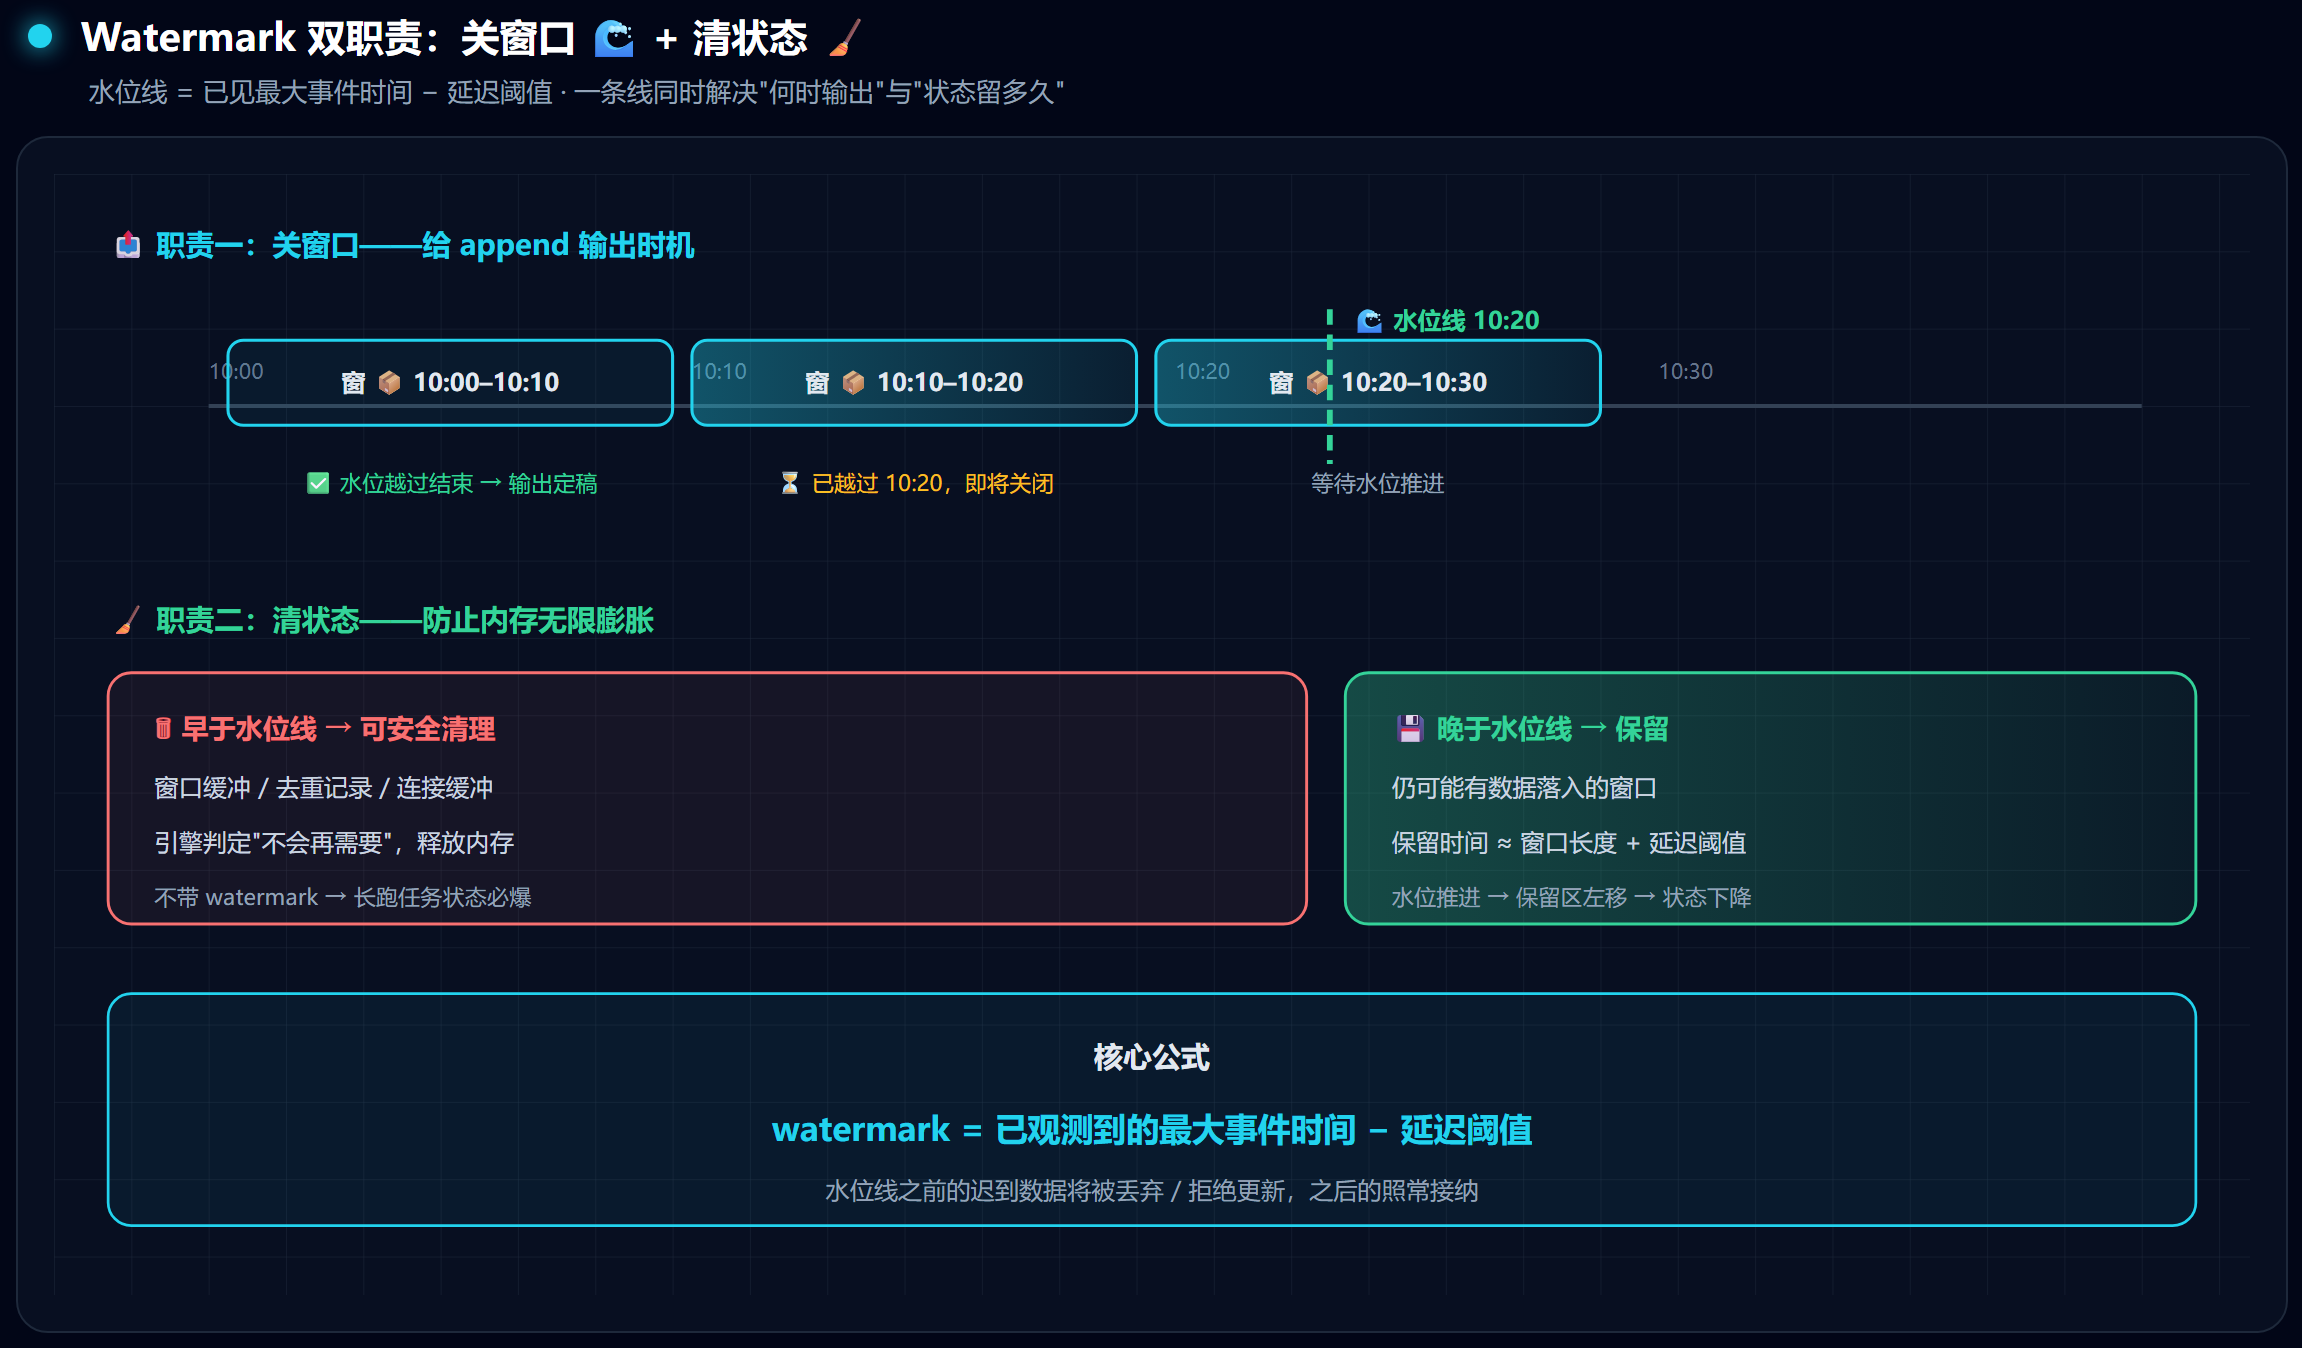 Watermark 双职责：关窗口 🌊 + 清状态 🧹
水位线 = 已见最大事件时间 − 延迟阈值 · 一条线同时解决"何时输出"与"状态留多久"
📤 职责一：关窗口——给 append 输出时机
🌊 水位线 10:20
10:00 10:10 10:20 10:30
窗 📦 10:00–10:10 窗 📦 10:10–10:20 窗 📦 10:20–10:30
✅ 水位越过结束 → 输出定稿 ⏳ 已越过 10:20，即将关闭 等待水位推进
🧹 职责二：清状态——防止内存无限膨胀
🗑 早于水位线 → 可安全清理
窗口缓冲 / 去重记录 / 连接缓冲
引擎判定"不会再需要"，释放内存
不带 watermark → 长跑任务状态必爆
💾 晚于水位线 → 保留
仍可能有数据落入的窗口
保留时间 ≈ 窗口长度 + 延迟阈值
水位推进 → 保留区左移 → 状态下降
核心公式
watermark = 已观测到的最大事件时间 − 延迟阈值
水位线之前的迟到数据将被丢弃 / 拒绝更新，之后的照常接纳